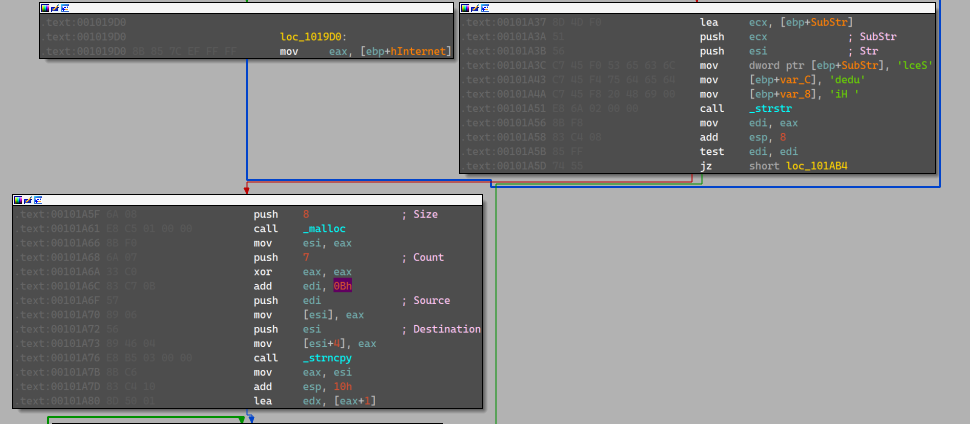 .text:001019D0
.text:001019D0 loc_1019D0:
.text:001019D0 8B 85 7C EF FF FF mov eax, [ebp+hInternet]
.text:00101A37 8D 4D F0 lea ecx, [ebp+SubStr]
.text:00101A3A 51 push ecx ; SubStr
.text:00101A3B 56 push esi ; Str
.text:00101A3C C7 45 F0 53 65 63 6C mov dword ptr [ebp+SubStr], 'lceS'
.text:00101A43 C7 45 F4 75 64 65 64 mov [ebp+var_C], 'dedu'
.text:00101A4A C7 45 F8 20 48 69 00 mov [ebp+var_8], 'iH '
.text:00101A51 E8 6A 02 00 00 call _strstr
.text:00101A56 8B F8 mov edi, eax
.text:00101A58 83 C4 08 add esp, 8
.text:00101A5B 85 FF test edi, edi
.text:00101A5D 74 55 jz short loc_101AB4
.text:00101A5F 6A 08 push 8 ; Size
.text:00101A61 E8 C6 01 00 00 call _malloc
.text:00101A66 8B F0 mov esi, eax
.text:00101A68 6A 07 push 7 ; Count
.text:00101A6A 33 C0 xor eax, eax
.text:00101A6C 83 C7 0B add edi, 0Bh
.text:00101A6F 57 push edi ; Source
.text:00101A70 89 06 mov [esi], eax
.text:00101A72 56 push esi ; Destination
.text:00101A73 89 46 04 mov [esi+4], eax
.text:00101A76 E8 B5 03 00 00 call _strncpy
.text:00101A7B 8B C6 mov eax, esi
.text:00101A7D 83 C4 10 add esp, 10h
.text:00101A80 8D 50 01 lea edx, [eax+1]